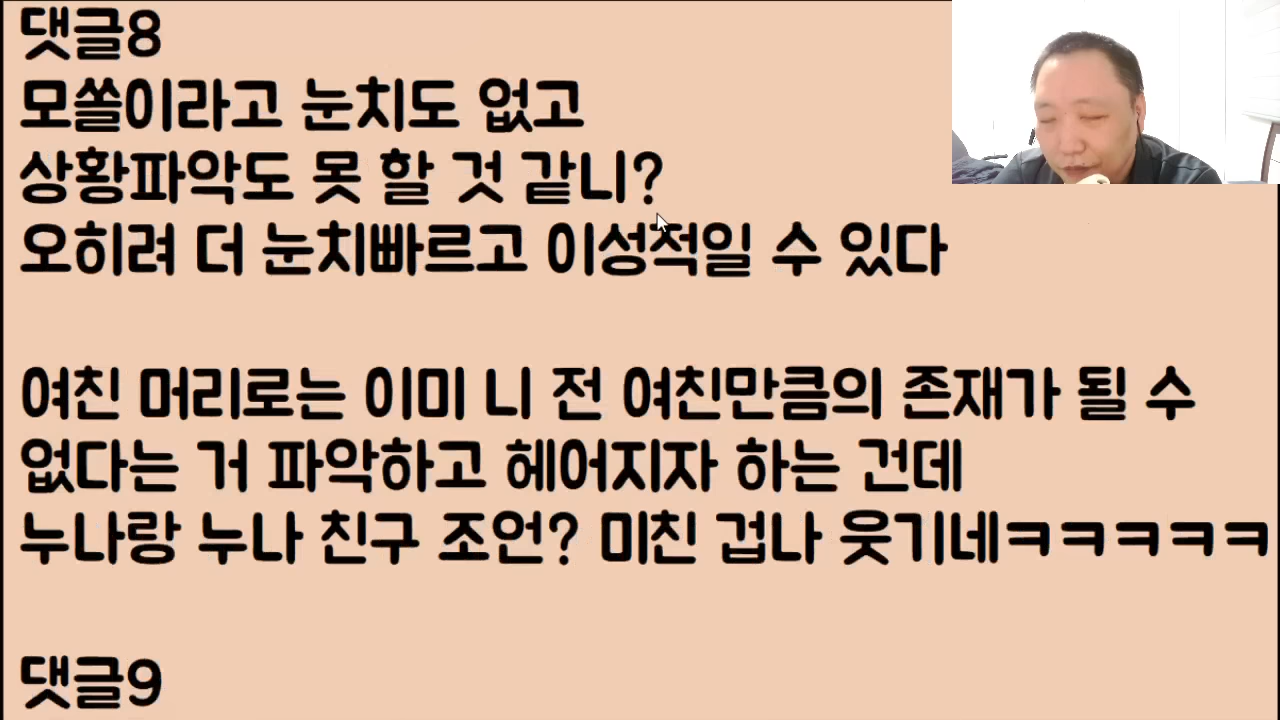 댓글8
모쏠이라고 눈치도 없고
상황파악도 못 할 것 같니?
오히려 더 눈치빠르고 이성적일 수 있다
여친 머리로는 이미 니 전 여친만큼의 존재가 될 수
없다는 거 파악하고 헤어지자 하는 건데
누나랑 누나 친구 조언? 미친 겁나 웃기네ㅋㅋㅋㅋㅋ
댓글9